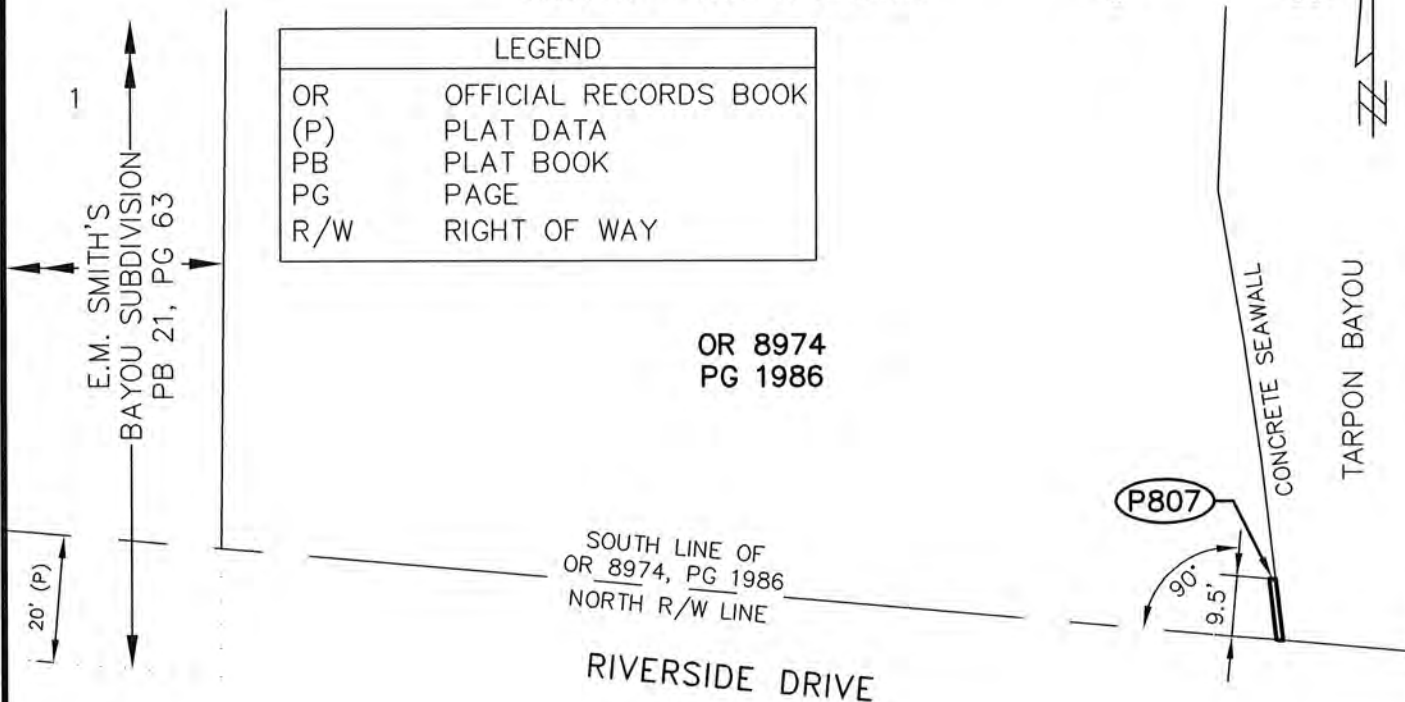 LEGEND
OR OFFICIAL RECORDS BOOK
(P) PLAT DATA
PB PLAT BOOK
PG PAGE
R/W RIGHT OF WAY
1
E.M. SMITH'S
BAYOU SUBDIVISION
PB 21, PG 63
OR 8974
PG 1986
CONCRETE SEAWALL
TARPON BAYOU
P807
90°
9.5'
20' (P)
SOUTH LINE OF
OR 8974, PG 1986
NORTH R/W LINE
RIVERSIDE DRIVE